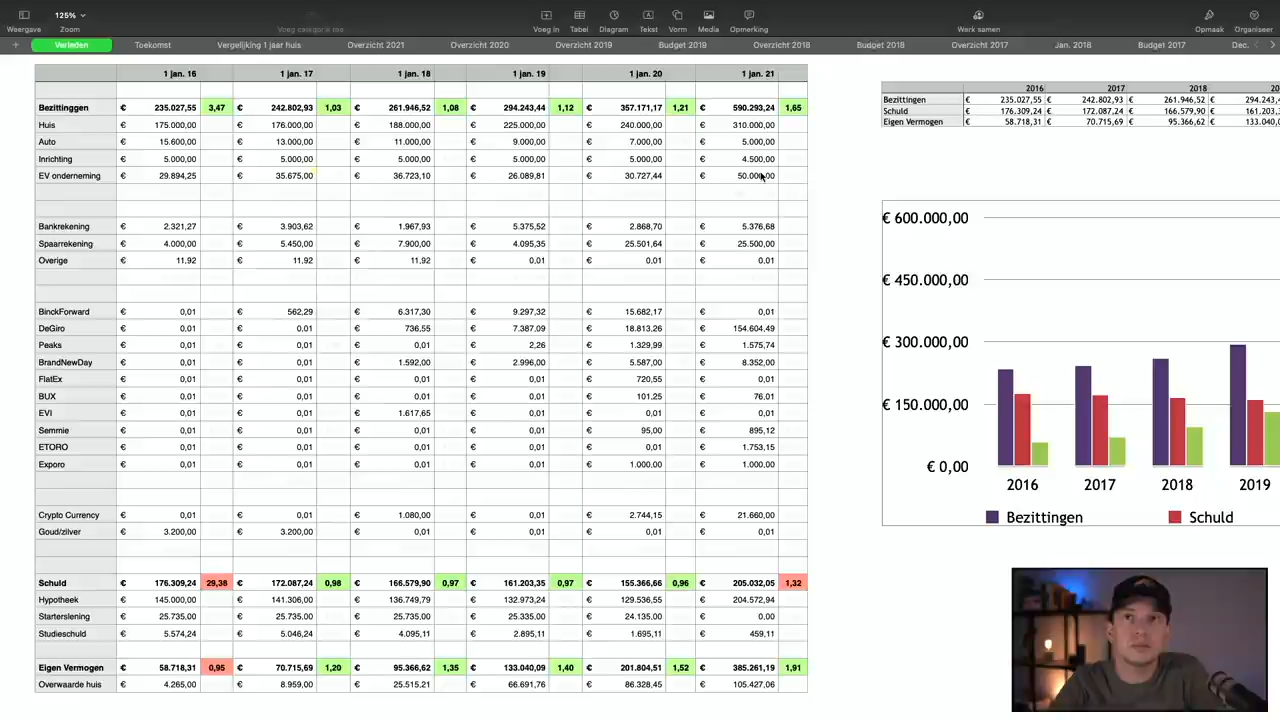 125%
Weergave Zoom Voeg categorie toe Voeg in Tabel Diagram Tekst Vorm Media Opmerking Werk samen Opmaak Organiseer
+ Verleden Toekomst Vergelijking 1 jaar huis Overzicht 2021 Overzicht 2020 Overzicht 2019 Budget 2019 Overzicht 2018 Budget 2018 Overzicht 2017 Jan. 2018 Budget 2017 Dec.
1 jan. 16 1 jan. 17 1 jan. 18 1 jan. 19 1 jan. 20 1 jan. 21
Bezittinggen € 235.027,55 3,47 € 242.802,93 1,03 € 261.946,52 1,08 € 294.243,44 1,12 € 357.171,17 1,21 € 590.293,24 1,65
Huis € 175.000,00 € 176.000,00 € 188.000,00 € 225.000,00 € 240.000,00 € 310.000,00
Auto € 15.600,00 € 13.000,00 € 11.000,00 € 9.000,00 € 7.000,00 € 5.000,00
Inrichting € 5.000,00 € 5.000,00 € 5.000,00 € 5.000,00 € 5.000,00 € 4.500,00
EV onderneming € 29.894,25 € 35.675,00 € 36.723,10 € 26.089,81 € 30.727,44 € 50.000,00
Bankrekening € 2.321,27 € 3.903,62 € 1.967,93 € 5.375,52 € 2.868,70 € 5.376,68
Spaarrekening € 4.000,00 € 5.450,00 € 7.900,00 € 4.095,35 € 25.501,64 € 25.500,00
Overige € 11,92 € 11,92 € 11,92 € 0,01 € 0,01 € 0,01
BinckForward € 0,01 € 562,29 € 6.317,30 € 9.297,32 € 15.682,17 € 0,01
DeGiro € 0,01 € 0,01 € 736,55 € 7.387,09 € 18.813,26 € 154.604,49
Peaks € 0,01 € 0,01 € 0,01 € 2,26 € 1.329,99 € 1.575,74
BrandNewDay € 0,01 € 0,01 € 1.592,00 € 2.996,00 € 5.587,00 € 8.352,00
FlatEx € 0,01 € 0,01 € 0,01 € 0,01 € 720,55 € 0,01
BUX € 0,01 € 0,01 € 0,01 € 0,01 € 101,25 € 76,01
EVI € 0,01 € 0,01 € 1.617,65 € 0,01 € 0,01 € 0,01
Semmie € 0,01 € 0,01 € 0,01 € 0,01 € 95,00 € 895,12
ETORO € 0,01 € 0,01 € 0,01 € 0,01 € 0,01 € 1.753,15
Exporo € 0,01 € 0,01 € 0,01 € 0,01 € 1.000,00 € 1.000,00
Crypto Currency € 0,01 € 0,01 € 1.080,00 € 0,01 € 2.744,15 € 21.660,00
Goud/zilver € 3.200,00 € 3.200,00 € 0,01 € 0,01 € 0,01 € 0,01
Schuld € 176.309,24 29,38 € 172.087,24 0,98 € 166.579,90 0,97 € 161.203,35 0,97 € 155.366,66 0,96 € 205.032,05 1,32
Hypotheek € 145.000,00 € 141.306,00 € 136.749,79 € 132.973,24 € 129.536,55 € 204.572,94
Starterslening € 25.735,00 € 25.735,00 € 25.735,00 € 25.335,00 € 24.135,00 € 0,00
Studieschuld € 5.574,24 € 5.046,24 € 4.095,11 € 2.895,11 € 1.695,11 € 459,11
Eigen Vermogen € 58.718,31 0,95 € 70.715,69 1,20 € 95.366,62 1,35 € 133.040,09 1,40 € 201.804,51 1,52 € 385.261,19 1,91
Overwaarde huis € 4.265,00 € 8.959,00 € 25.515,21 € 66.691,76 € 86.328,45 € 105.427,06
2016 2017 2018 20
Bezittingen € 235.027,55 € 242.802,93 € 261.946,52 € 294.243,4
Schuld € 176.309,24 € 172.087,24 € 166.579,90 € 161.203,3
Eigen Vermogen € 58.718,31 € 70.715,69 € 95.366,62 € 133.040,0
€ 600.000,00
€ 450.000,00
€ 300.000,00
€ 150.000,00
€ 0,00
2016 2017 2018 2019
Bezittingen Schuld